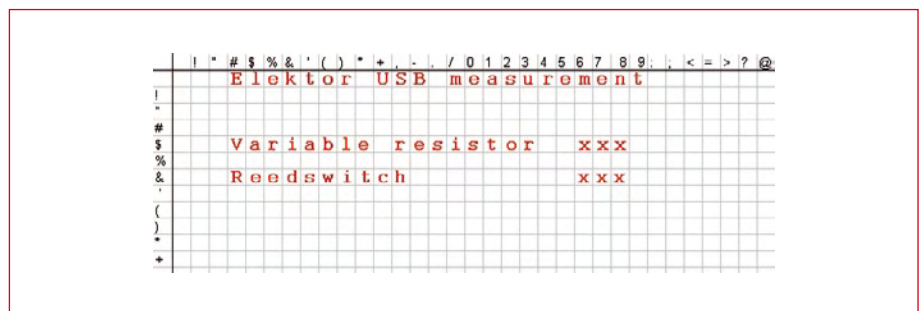 ! " # $ % & ' ( ) * + , - . / 0 1 2 3 4 5 6 7 8 9 : ; < = > ? @
Elektor USB measurement
!
"
#
$ Variable resistor xxx
%
& Reedswitch xxx
'
(
)
*
+